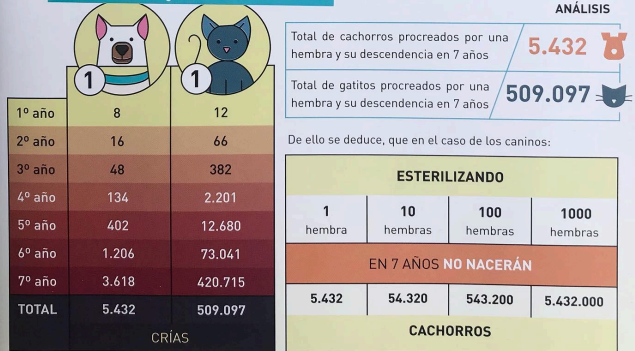 1
1
1º año 8 12
2º año 16 66
3º año 48 382
4º año 134 2.201
5º año 402 12.680
6º año 1.206 73.041
7º año 3.618 420.715
TOTAL 5.432 509.097
CRÍAS
ANÁLISIS
Total de cachorros procreados por una
hembra y su descendencia en 7 años
5.432
Total de gatitos procreados por una
hembra y su descendencia en 7 años
509.097
De ello se deduce, que en el caso de los caninos:
ESTERILIZANDO
1 10 100 1000
hembra hembras hembras hembras
EN 7 AÑOS NO NACERÁN
5.432 54.320 543.200 5.432.000
CACHORROS